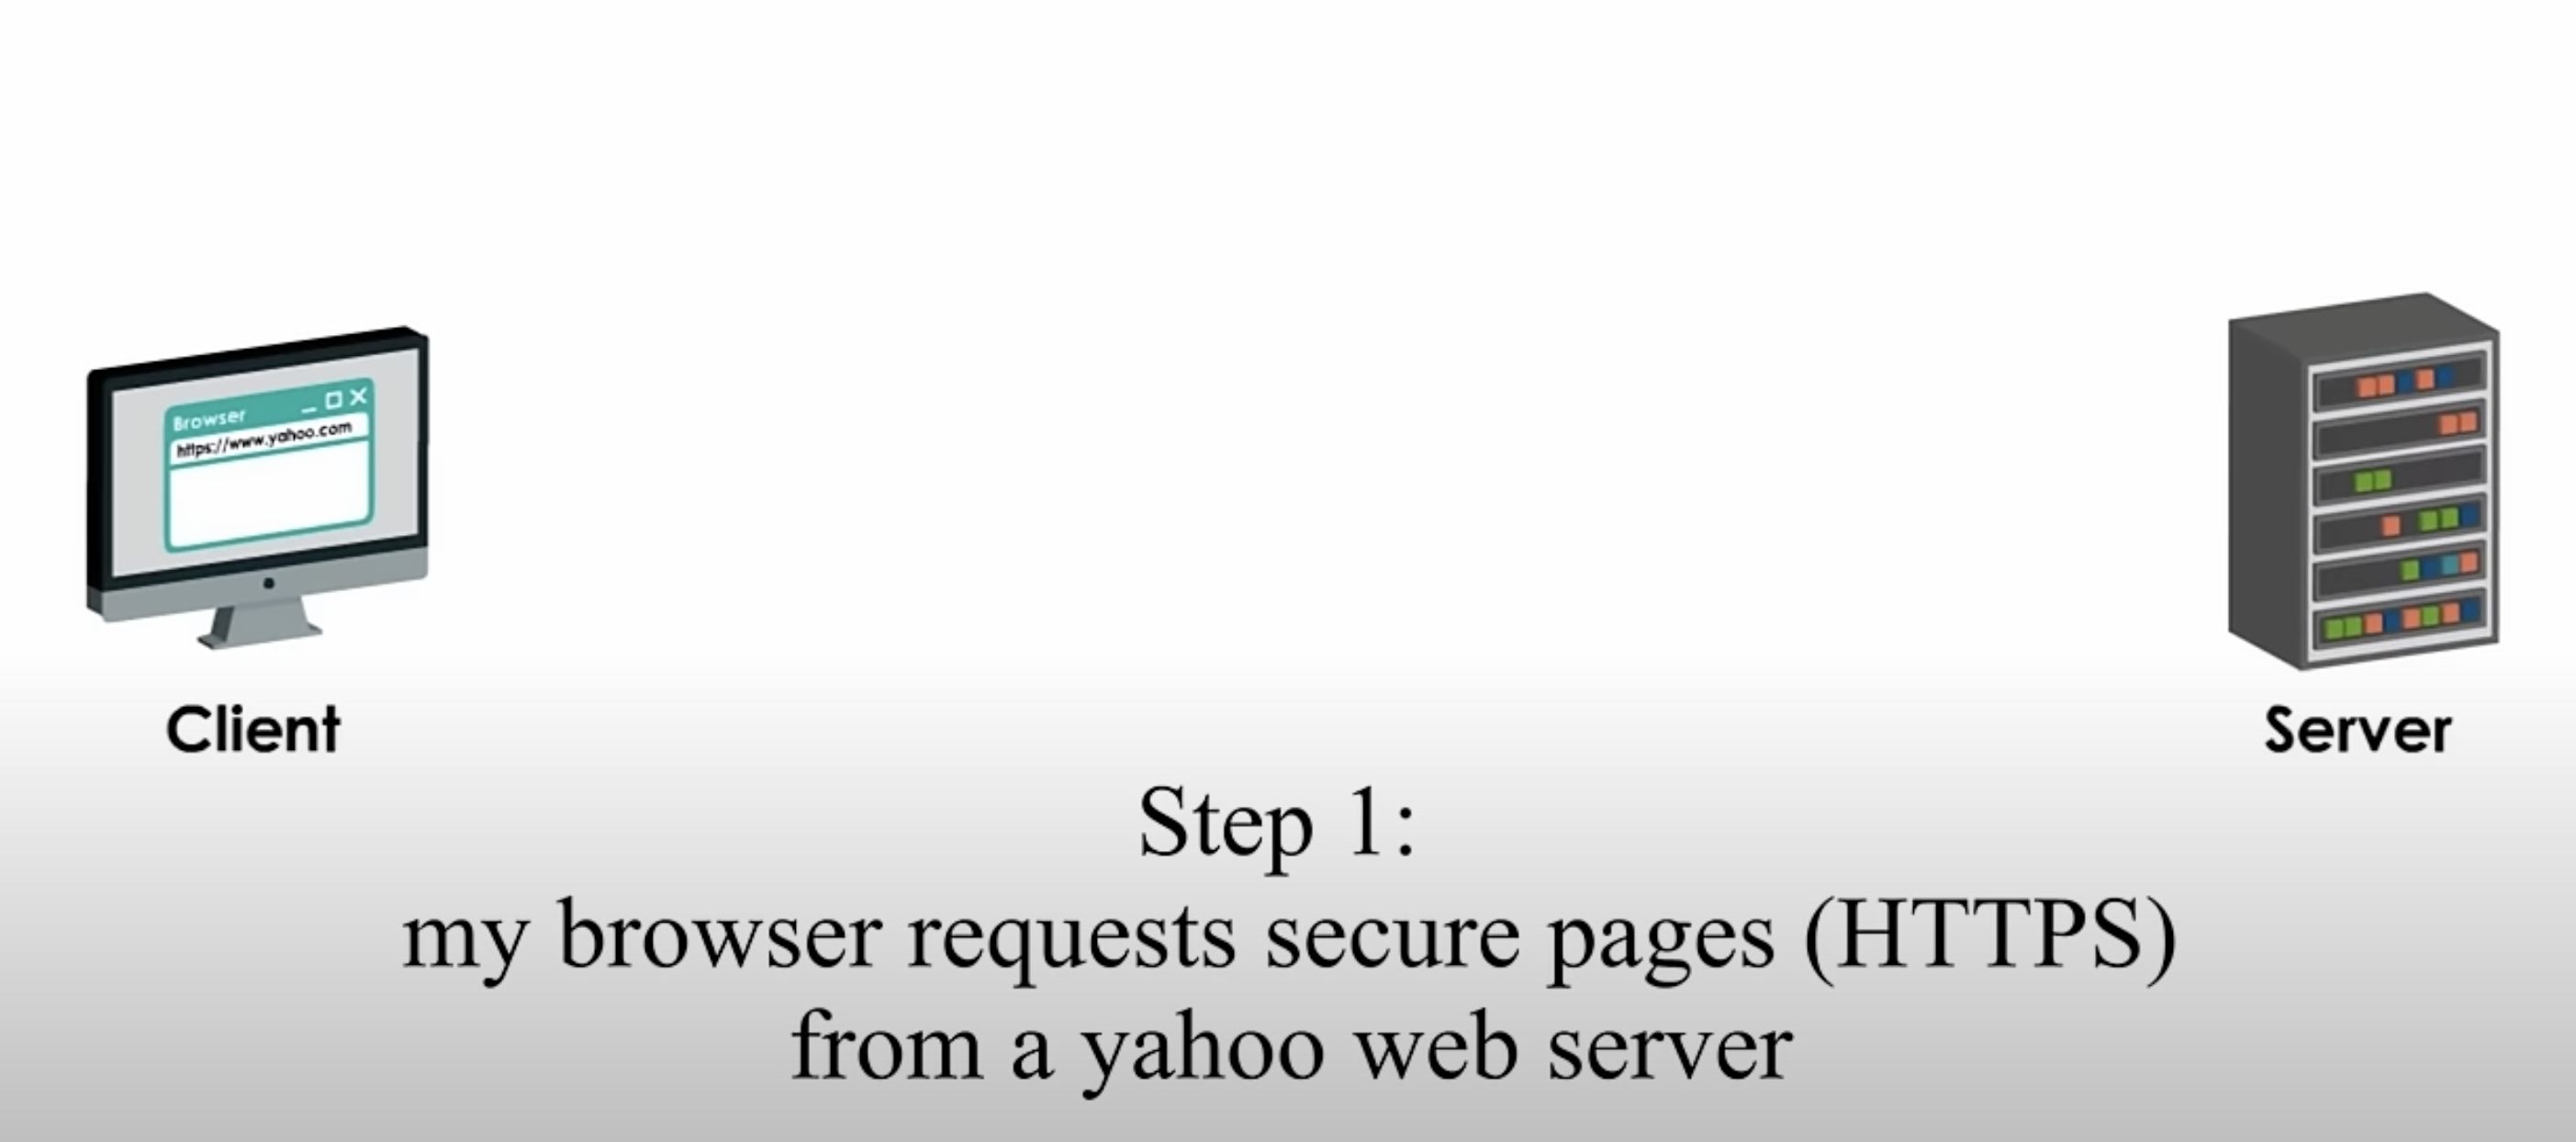 Browser
https://www.yahoo.com
Client
Server
Step 1:
my browser requests secure pages (HTTPS)
from a yahoo web server